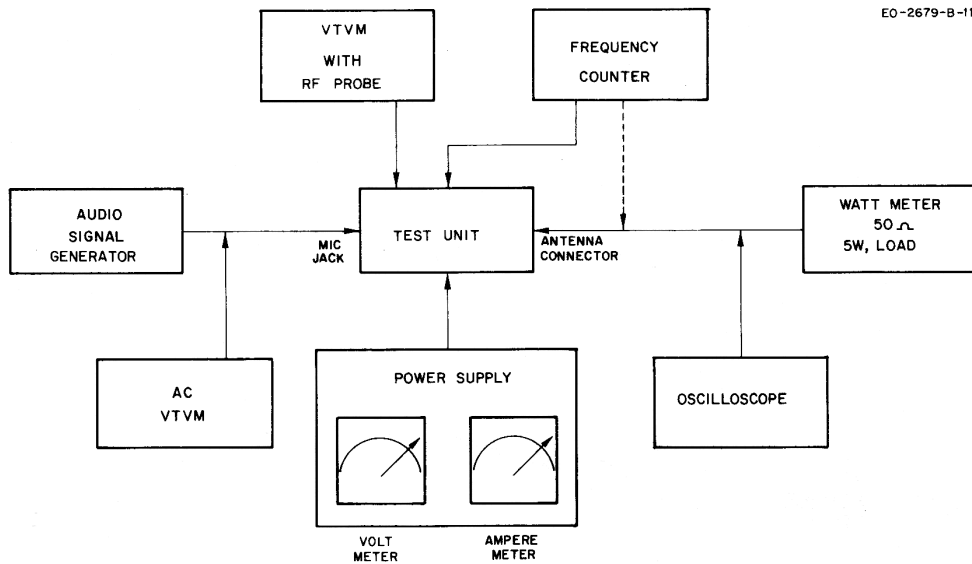 EO-2679-B-11
VTVM
WITH
RF PROBE
FREQUENCY
COUNTER
AUDIO
SIGNAL
GENERATOR
MIC
JACK
TEST UNIT
ANTENNA
CONNECTOR
WATT METER
50 Ω
5W, LOAD
AC
VTVM
POWER SUPPLY
OSCILLOSCOPE
VOLT
METER
AMPERE
METER